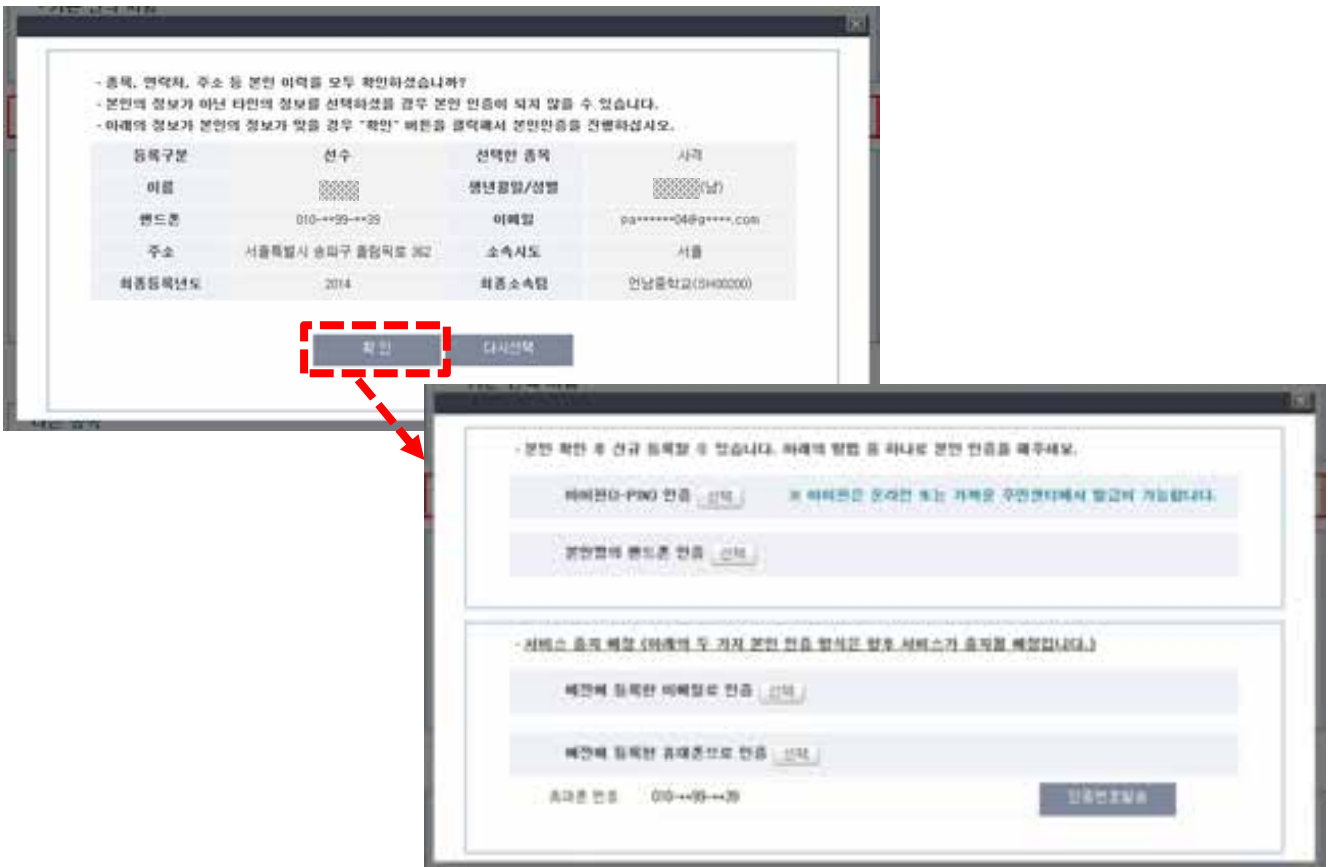 - 종목, 연락처, 주소 등 본인 이력을 모두 확인하셨습니까?
- 본인의 정보가 아닌 타인의 정보를 선택하셨을 경우 본인 인증이 되지 않을 수 있습니다.
- 아래의 정보가 본인의 정보가 맞을 경우 "확인" 버튼을 클릭해서 본인인증을 진행하십시오.
등록구분 선수 선택한 종목 사격
이름 생년월일/성별 (남)
핸드폰 010-**99-**39 이메일 pa******04@g****.com
주소 서울특별시 송파구 올림픽로 362 소속시도 서울
최종등록년도 2014 최종소속팀 언남중학교(SH00200)
확인 다시선택
- 본인 확인 후 신규 등록할 수 있습니다. 아래의 방법 중 하나로 본인 인증을 해주세요.
아이핀(I-PIN) 인증 선택 ※ 아이핀은 온라인 또는 가까운 주민센터에서 발급이 가능합니다.
본인명의 핸드폰 인증 선택
- 서비스 중지 예정 (아래의 두 가지 본인 인증 방식은 향후 서비스가 중지될 예정입니다.)
예전에 등록한 이메일로 인증 선택
예전에 등록한 휴대폰으로 인증 선택
휴대폰 번호 010-**99-**39 인증번호발송